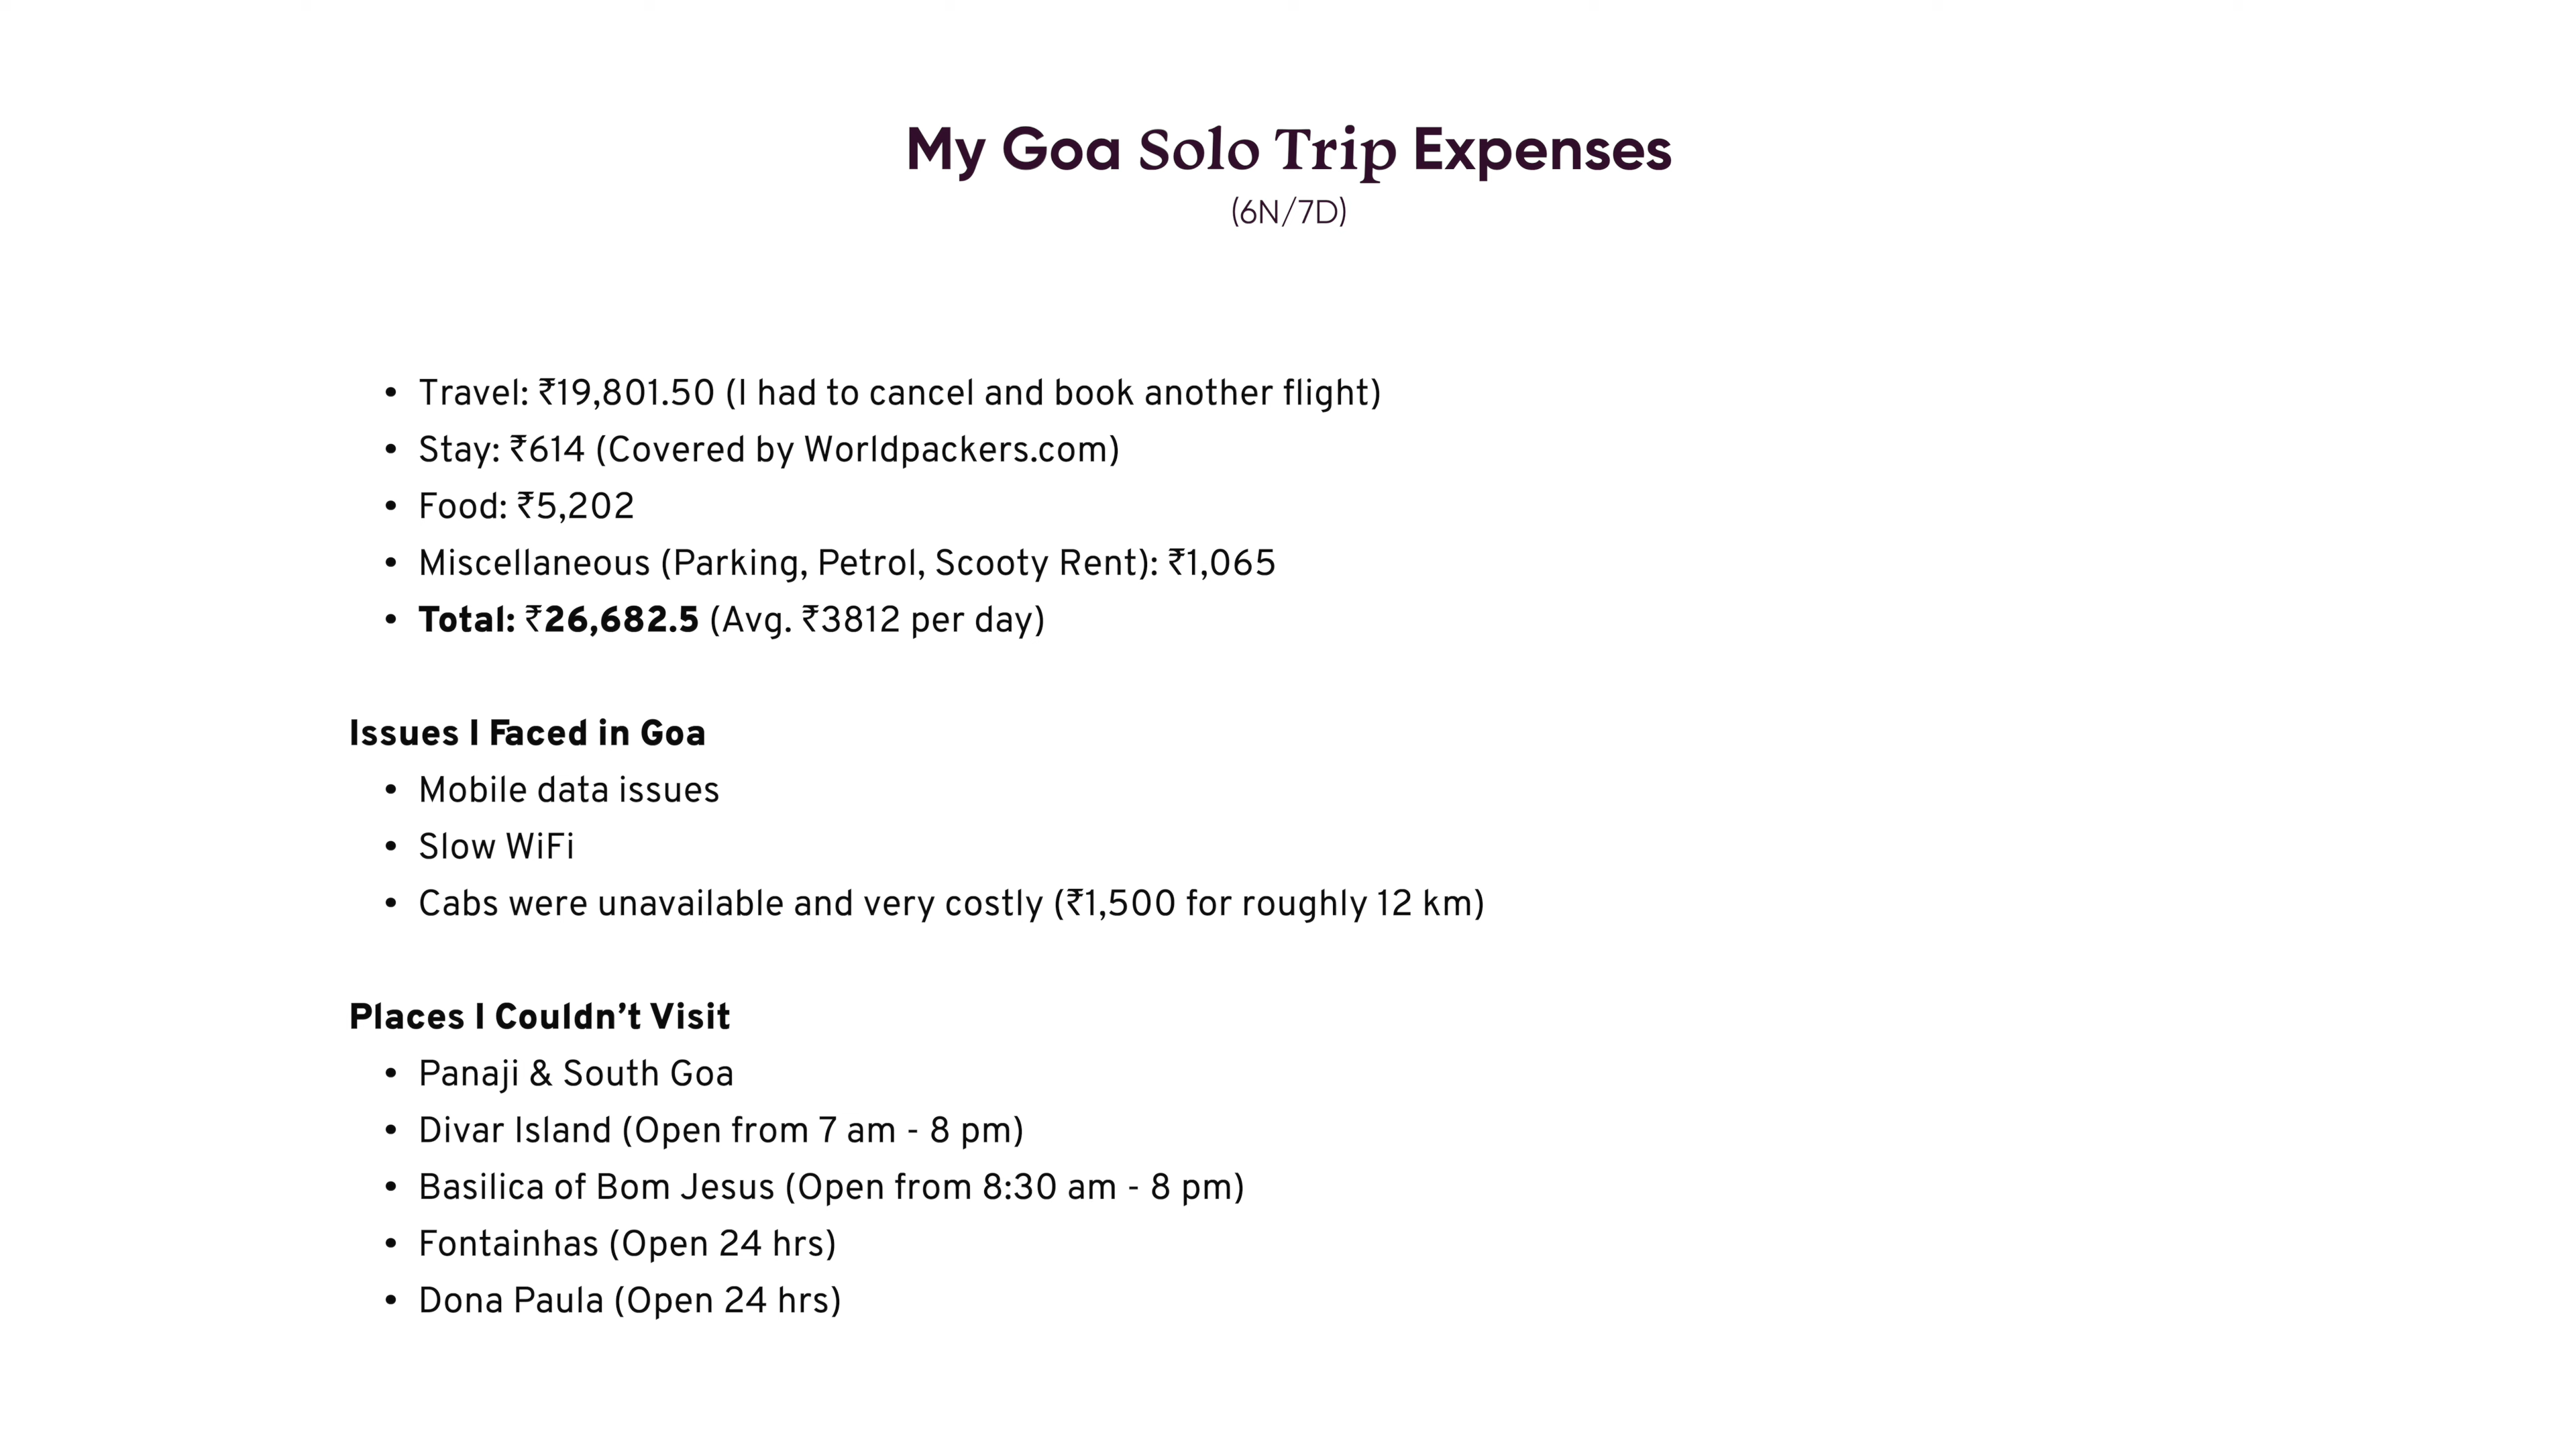 My Goa Solo Trip Expenses
(6N/7D)
• Travel: ₹19,801.50 (I had to cancel and book another flight)
• Stay: ₹614 (Covered by Worldpackers.com)
• Food: ₹5,202
• Miscellaneous (Parking, Petrol, Scooty Rent): ₹1,065
• Total: ₹26,682.5 (Avg. ₹3812 per day)
Issues I Faced in Goa
• Mobile data issues
• Slow WiFi
• Cabs were unavailable and very costly (₹1,500 for roughly 12 km)
Places I Couldn’t Visit
• Panaji & South Goa
• Divar Island (Open from 7 am - 8 pm)
• Basilica of Bom Jesus (Open from 8:30 am - 8 pm)
• Fontainhas (Open 24 hrs)
• Dona Paula (Open 24 hrs)